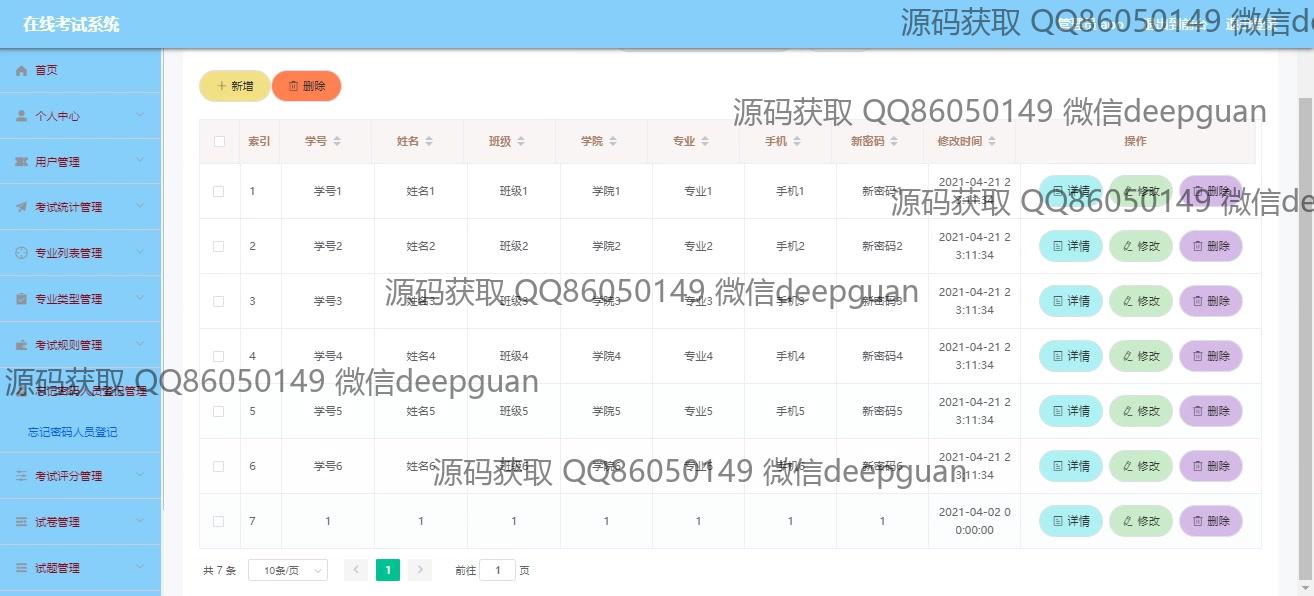 在线考试系统
源码获取 QQ86050149 微信de
首页
个人中心
用户管理
考试统计管理
专业列表管理
专业类型管理
考试规则管理
忘记密码人员登记管理
忘记密码人员登记
考试评分管理
试卷管理
试题管理
新增 删除
源码获取 QQ86050149 微信deepguan
索引 学号 姓名 班级 学院 专业 手机 新密码 修改时间 操作
1 学号1 姓名1 班级1 学院1 专业1 手机1 新密码1 2021-04-21 2 详情 修改 删除
3:11:34
源码获取 QQ86050149 微信de
2 学号2 姓名2 班级2 学院2 专业2 手机2 新密码2 2021-04-21 2 详情 修改 删除
3:11:34
3 学号3 姓名3 班级3 学院3 专业3 手机3 新密码3 2021-04-21 2 详情 修改 删除
3:11:34
源码获取 QQ86050149 微信deepguan
4 学号4 姓名4 班级4 学院4 专业4 手机4 新密码4 2021-04-21 2 详情 修改 删除
3:11:34
源码获取 QQ86050149 微信deepguan
5 学号5 姓名5 班级5 学院5 专业5 手机5 新密码5 2021-04-21 2 详情 修改 删除
3:11:34
6 学号6 姓名6 班级6 学院6 专业6 手机6 新密码6 2021-04-21 2 详情 修改 删除
3:11:34
源码获取 QQ86050149 微信deepguan
7 1 1 1 1 1 1 1 2021-04-02 0 详情 修改 删除
0:00:00
共 7 条 10条/页 1 前往 1 页